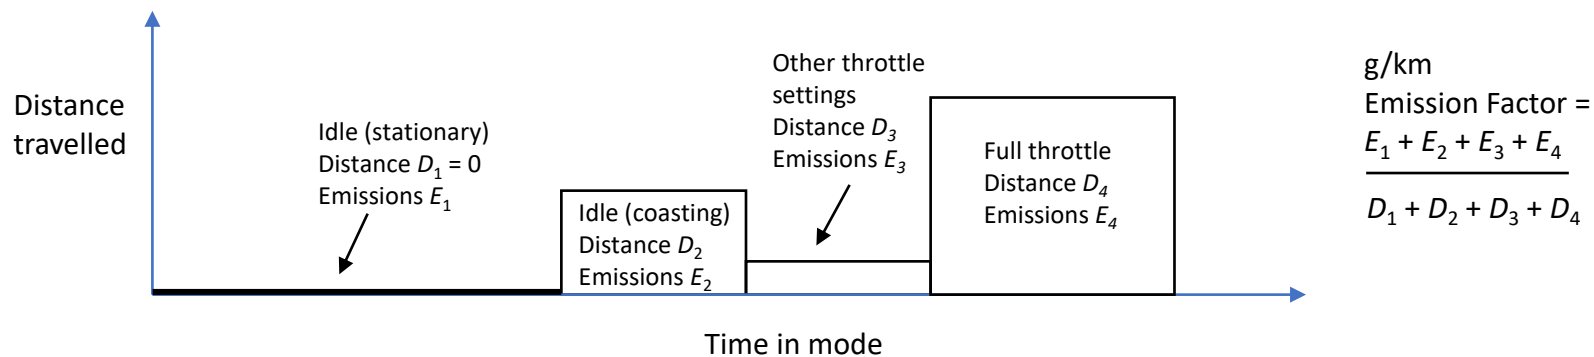 Distance
travelled
Idle (stationary)
Distance D₁ = 0
Emissions E₁
Idle (coasting)
Distance D₂
Emissions E₂
Other throttle
settings
Distance D₃
Emissions E₃
Full throttle
Distance D₄
Emissions E₄
Time in mode
g/km
Emission Factor =
E₁ + E₂ + E₃ + E₄
D₁ + D₂ + D₃ + D₄